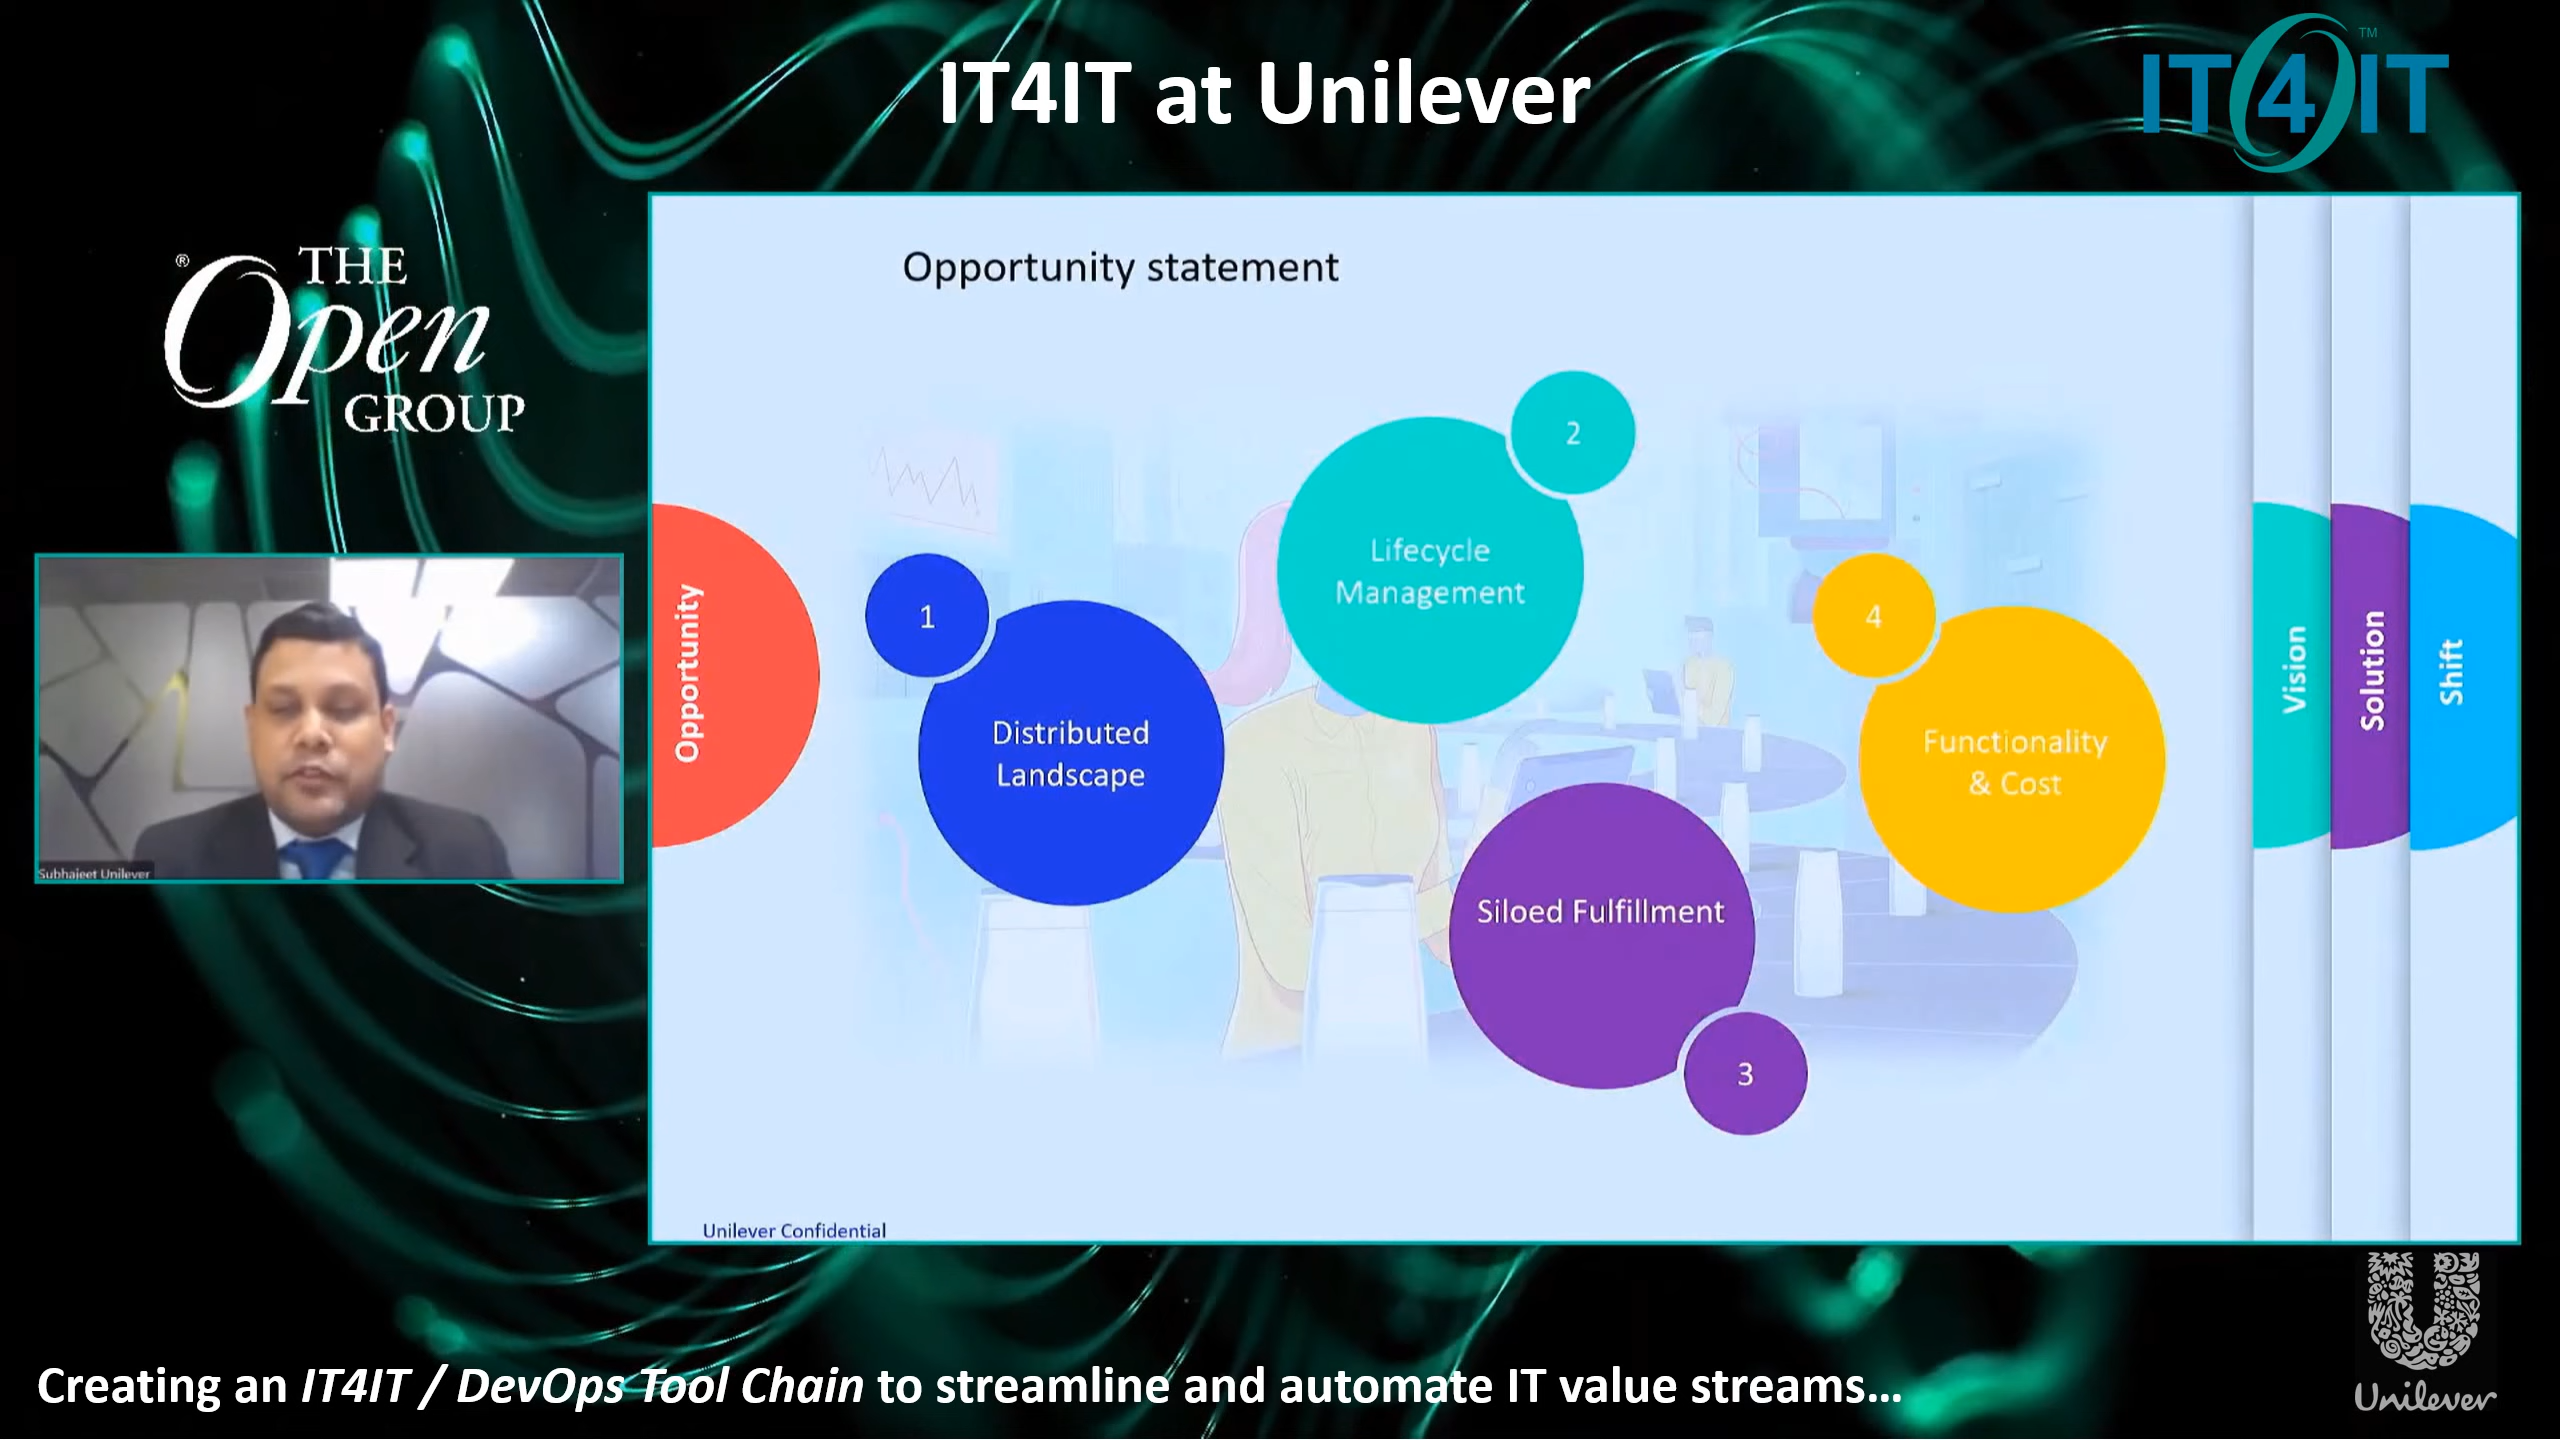 IT4IT at Unilever
IT4IT™
® THE
Open
GROUP
Opportunity statement
2
Lifecycle
Management
1
Distributed
Landscape
4
Functionality
& Cost
Siloed Fulfillment
3
Opportunity
Vision
Solution
Shift
Subhajeet Unilever
Unilever Confidential
Creating an IT4IT / DevOps Tool Chain to streamline and automate IT value streams...
Unilever